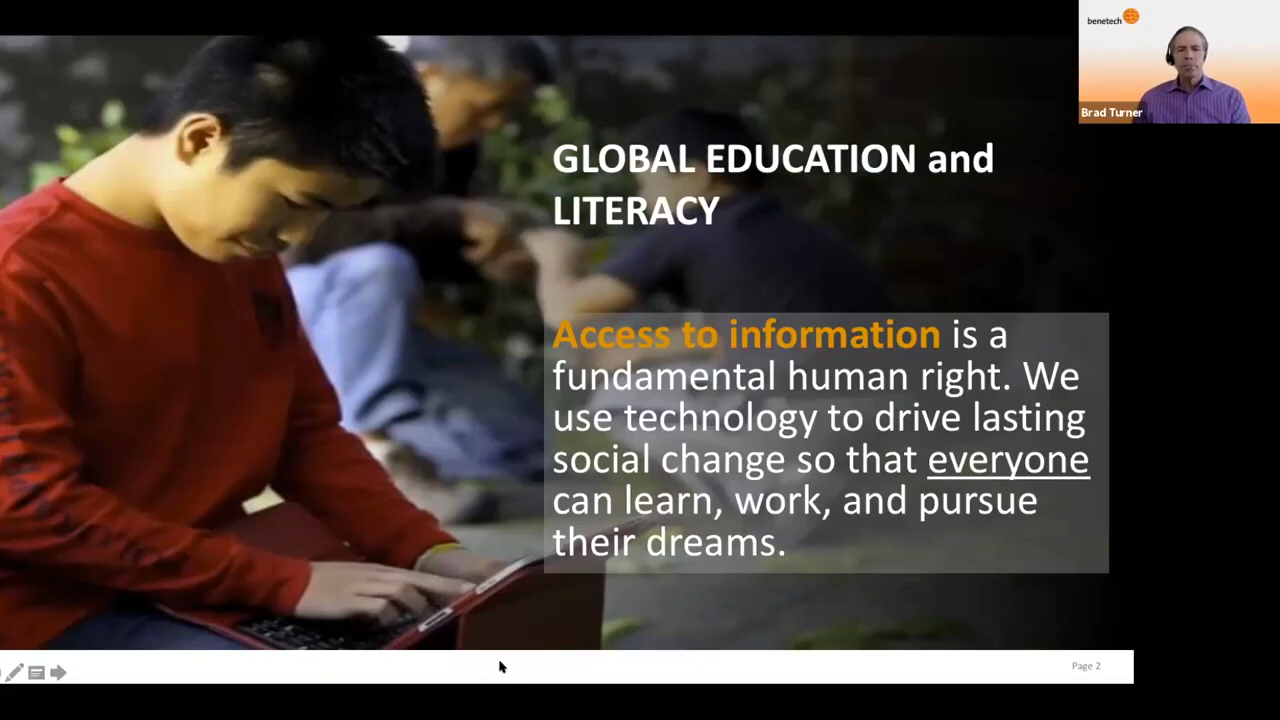 benetech
Brad Turner
GLOBAL EDUCATION and
LITERACY
Access to information is a
fundamental human right. We
use technology to drive lasting
social change so that everyone
can learn, work, and pursue
their dreams.
Page 2